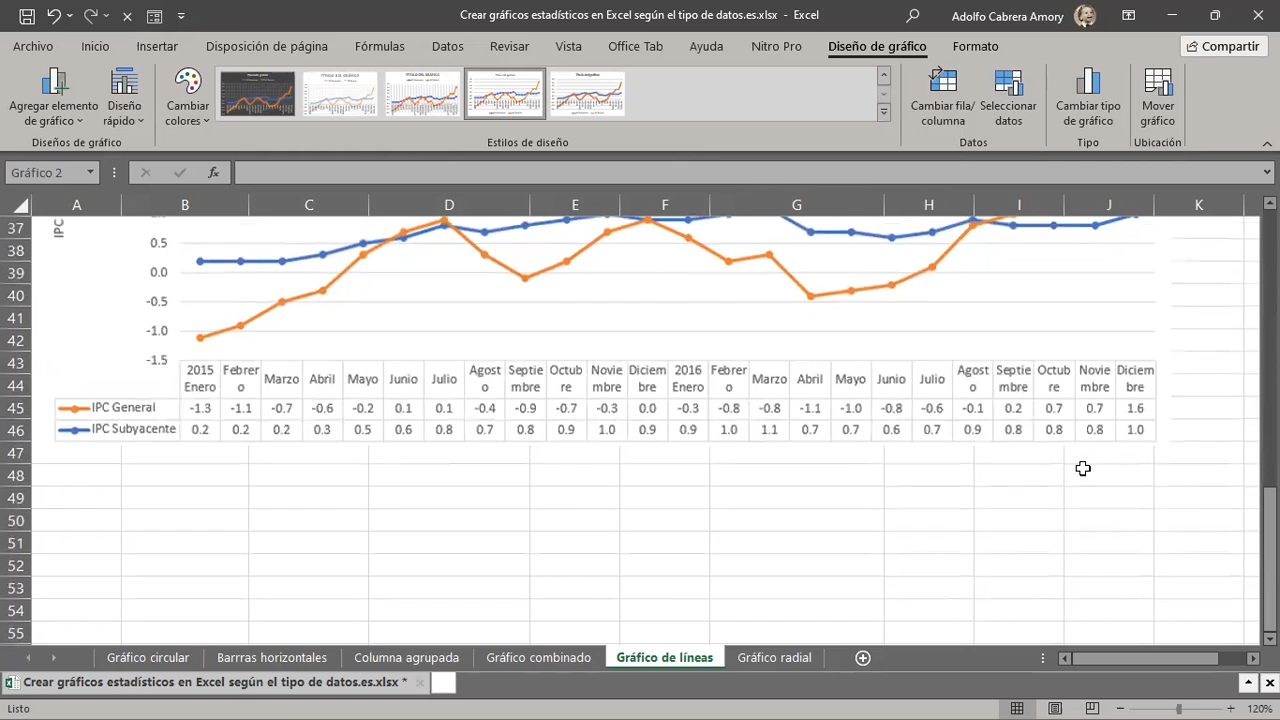 Crear gráficos estadísticos en Excel según el tipo de datos.es.xlsx - Excel
Adolfo Cabrera Amory
Archivo Inicio Insertar Disposición de página Fórmulas Datos Revisar Vista Office Tab Ayuda Nitro Pro Diseño de gráfico Formato Compartir
Agregar elemento de gráfico
Diseño rápido
Cambiar colores
Cambiar fila/ columna
Seleccionar datos
Cambiar tipo de gráfico
Mover gráfico
Diseños de gráfico Estilos de diseño Datos Tipo Ubicación
Gráfico 2 fx
A B C D E F G H I J K
37
38
39
40
41
42
43
44
45
46
47
48
49
50
51
52
53
54
55
IPC
0.5
0.0
-0.5
-1.0
-1.5
2015 Enero Febrero Marzo Abril Mayo Junio Julio Agosto Septiembre Octubre Noviembre Diciembre 2016 Enero Febrero Marzo Abril Mayo Junio Julio Agosto Septiembre Octubre Noviembre Diciembre
IPC General -1.3 -1.1 -0.7 -0.6 -0.2 0.1 0.1 -0.4 -0.9 -0.7 -0.3 0.0 -0.3 -0.8 -0.8 -1.1 -1.0 -0.8 -0.6 -0.1 0.2 0.7 0.7 1.6
IPC Subyacente 0.2 0.2 0.2 0.3 0.5 0.6 0.8 0.7 0.8 0.9 1.0 0.9 0.9 1.0 1.1 0.7 0.7 0.6 0.7 0.9 0.8 0.8 0.8 1.0
Gráfico circular Barrras horizontales Columna agrupada Gráfico combinado Gráfico de líneas Gráfico radial
Crear gráficos estadísticos en Excel según el tipo de datos.es.xlsx *
Listo 120%